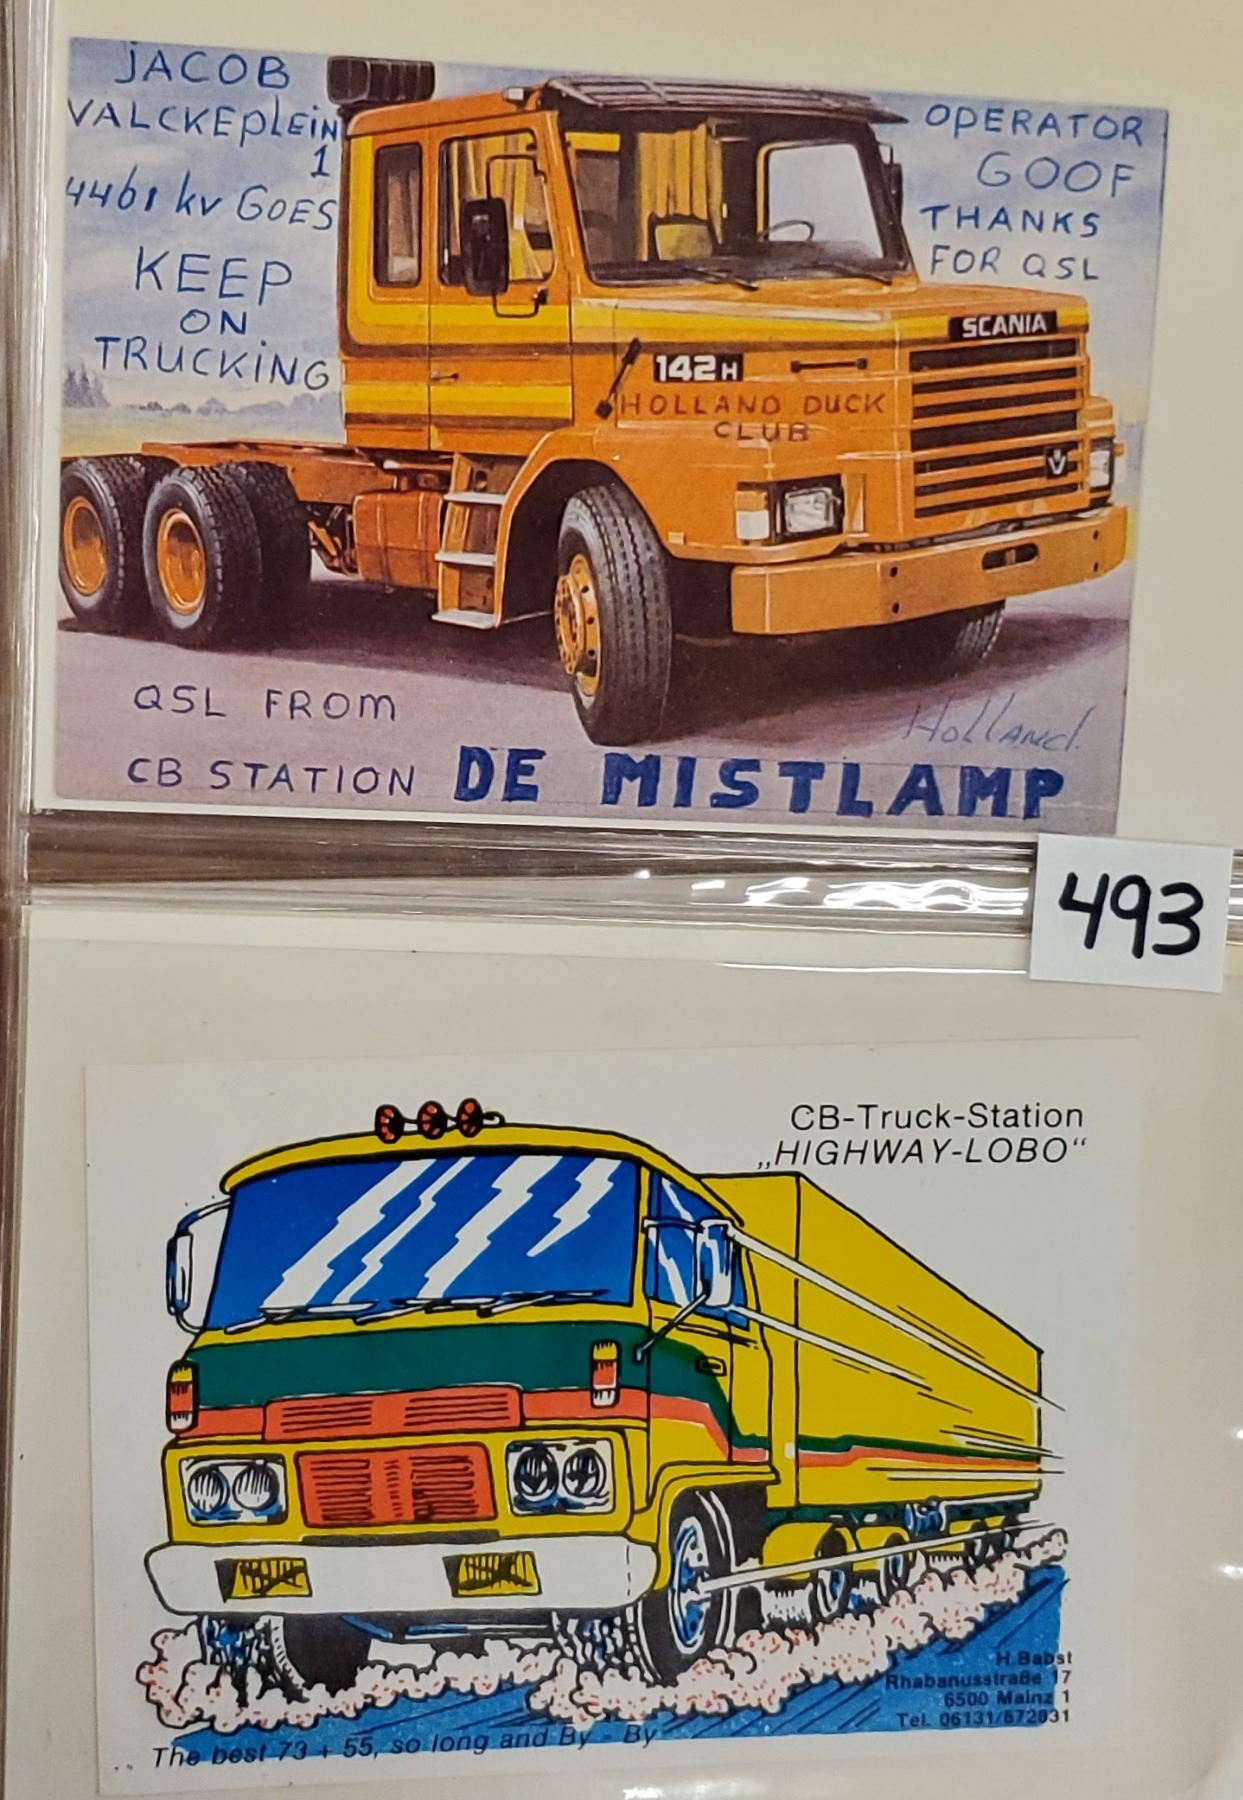 JACOB
VALCKEplEiN
1
4461 kv GOES
KEEP
ON
TRUCKiNG
OPERATOR
GOOF
THANKS
FOR QSL
SCANIA
142H
HOLLAND DUCK
CLUB
V
QSL FROM
Holland.
CB STATION DE MISTLAMP
493
CB-Truck-Station
„HIGHWAY-LOBO“
H.Babst
Rhabanusstraße 17
6500 Mainz 1
Tel. 06131/672831
The best 73 + 55, so long and By - By